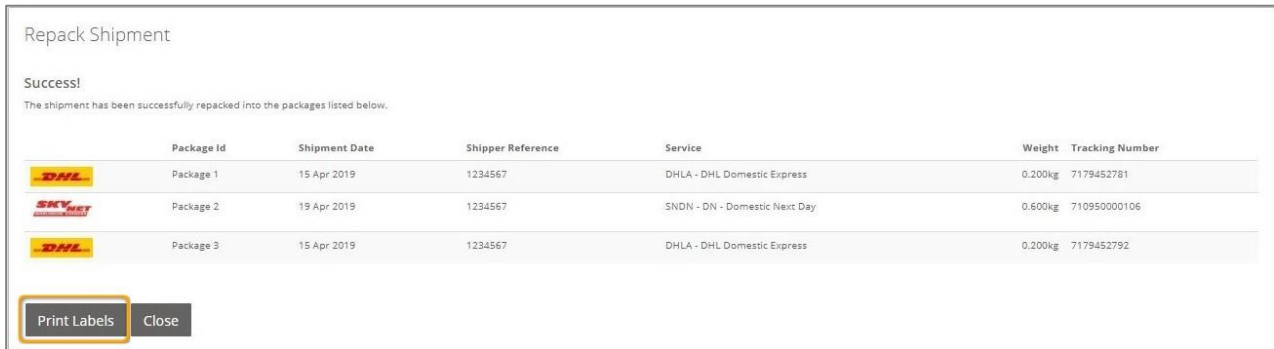 Repack Shipment
Success!
The shipment has been successfully repacked into the packages listed below.
Package Id Shipment Date Shipper Reference Service Weight Tracking Number
DHL Package 1 15 Apr 2019 1234567 DHLA - DHL Domestic Express 0.200kg 7179452781
SKYNET Package 2 19 Apr 2019 1234567 SNDN - DN - Domestic Next Day 0.600kg 710950000106
DHL Package 3 15 Apr 2019 1234567 DHLA - DHL Domestic Express 0.200kg 7179452792
Print Labels Close